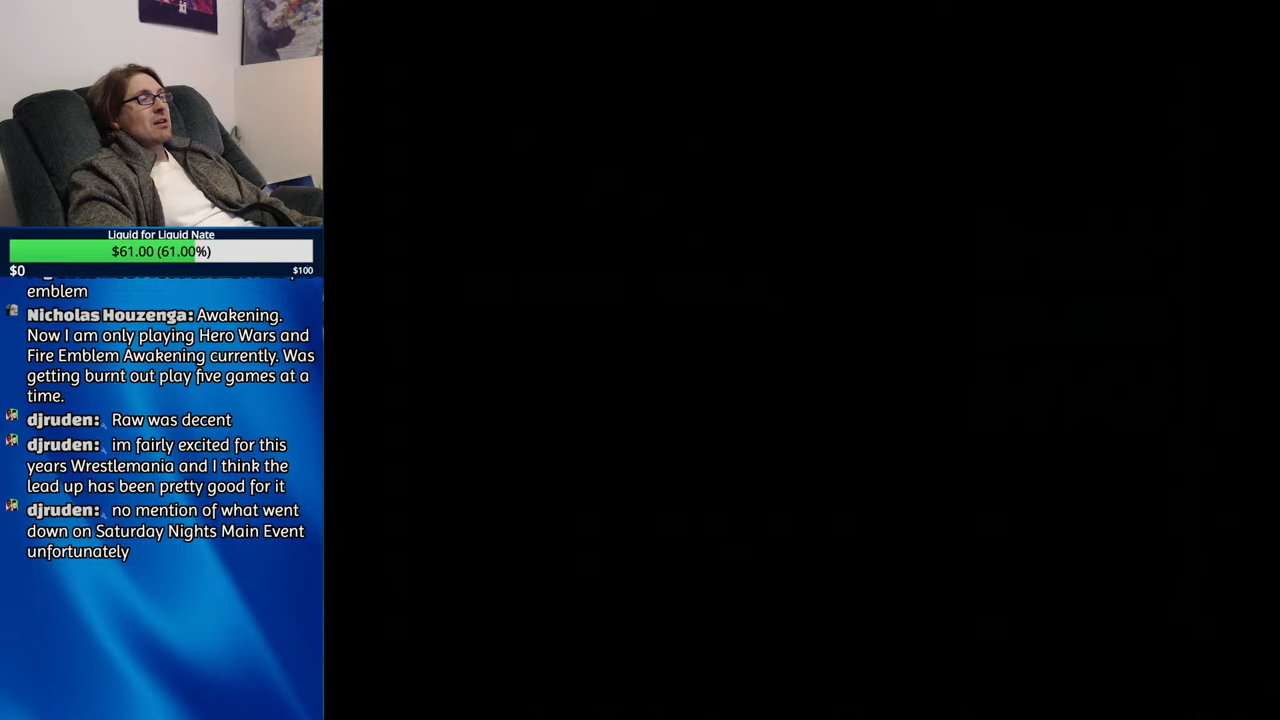 Liquid for Liquid Nate
$61.00 (61.00%)
$0
$100
emblem
Nicholas Houzenga: Awakening.
Now I am only playing Hero Wars and
Fire Emblem Awakening currently. Was
getting burnt out play five games at a
time.
djruden: Raw was decent
djruden: im fairly excited for this
years Wrestlemania and I think the
lead up has been pretty good for it
djruden: no mention of what went
down on Saturday Nights Main Event
unfortunately